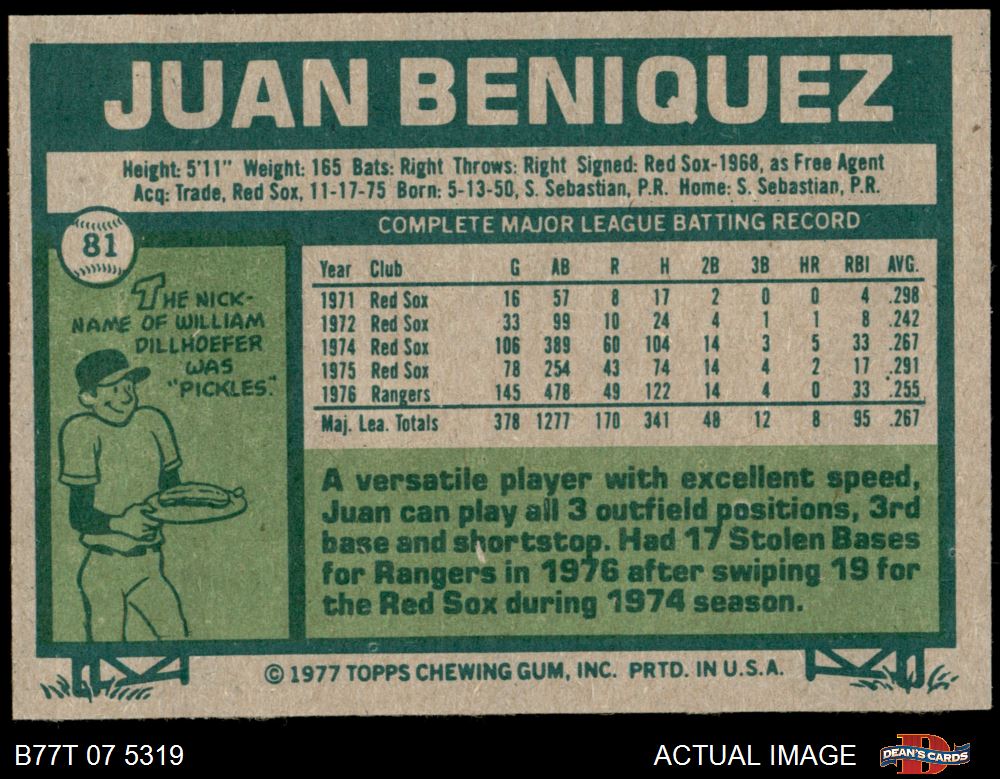 JUAN BENIQUEZ
Height: 5'11" Weight: 165 Bats: Right Throws: Right Signed: Red Sox-1968, as Free Agent
Acq: Trade, Red Sox, 11-17-75 Born: 5-13-50, S. Sebastian, P.R. Home: S. Sebastian, P.R.
81
THE NICK-
NAME OF WILLIAM
DILLHOEFER
WAS
"PICKLES."
COMPLETE MAJOR LEAGUE BATTING RECORD
Year Club G AB R H 2B 3B HR RBI AVG.
1971 Red Sox 16 57 8 17 2 0 0 4 .298
1972 Red Sox 33 99 10 24 4 1 1 8 .242
1974 Red Sox 106 389 60 104 14 3 5 33 .267
1975 Red Sox 78 254 43 74 14 4 2 17 .291
1976 Rangers 145 478 49 122 14 4 0 33 .255
Maj. Lea. Totals 378 1277 170 341 48 12 8 95 .267
A versatile player with excellent speed,
Juan can play all 3 outfield positions, 3rd
base and shortstop. Had 17 Stolen Bases
for Rangers in 1976 after swiping 19 for
the Red Sox during 1974 season.
© 1977 TOPPS CHEWING GUM, INC. PRTD. IN U.S.A.
B77T 07 5319
ACTUAL IMAGE
DEAN'S CARDS